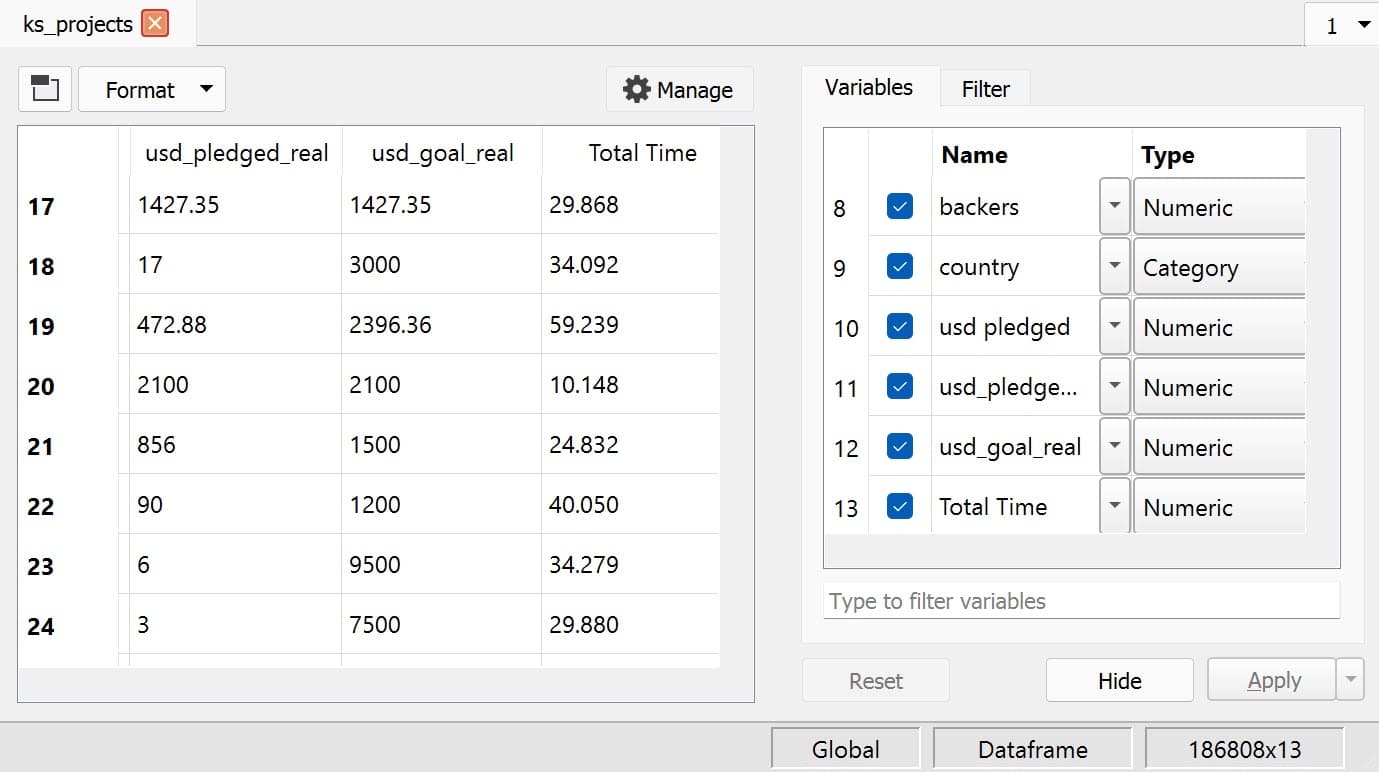 ks_projects
1
Format
Manage
Variables
Filter
usd_pledged_real usd_goal_real Total Time
17 1427.35 1427.35 29.868
18 17 3000 34.092
19 472.88 2396.36 59.239
20 2100 2100 10.148
21 856 1500 24.832
22 90 1200 40.050
23 6 9500 34.279
24 3 7500 29.880
Name Type
8 backers Numeric
9 country Category
10 usd pledged Numeric
11 usd_pledge... Numeric
12 usd_goal_real Numeric
13 Total Time Numeric
Type to filter variables
Reset Hide Apply
Global Dataframe 186808x13